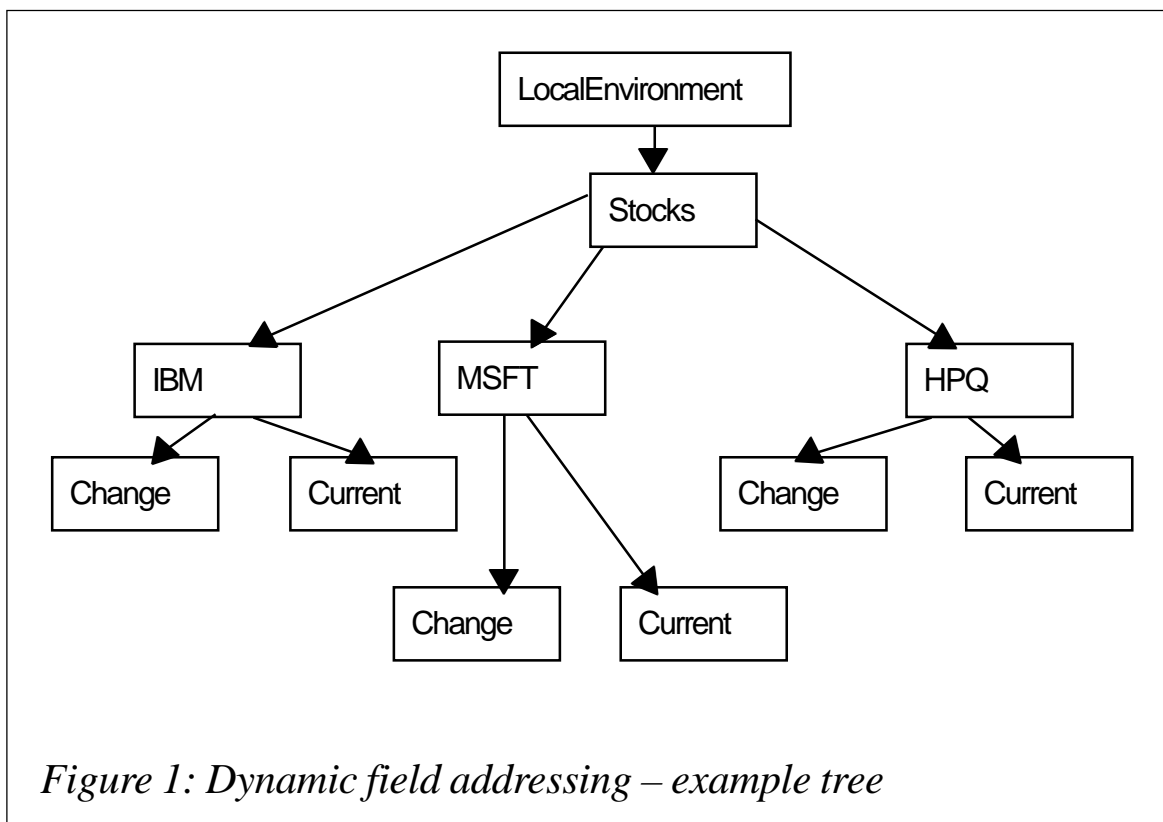 LocalEnvironment
Stocks
IBM
MSFT
HPQ
Change
Current
Change
Current
Change
Current
Figure 1: Dynamic field addressing – example tree